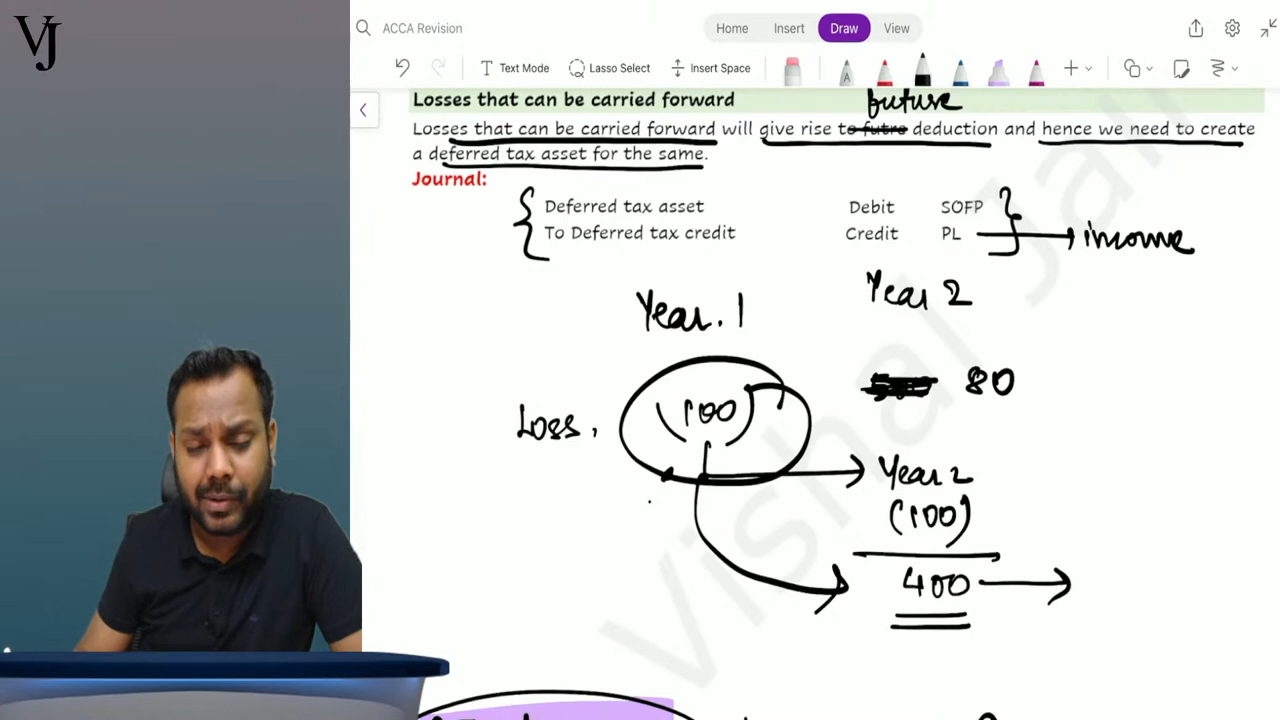 VJ
ACCA Revision
Home Insert Draw View
Text Mode Lasso Select Insert Space
Losses that can be carried forward
future
Losses that can be carried forward will give rise to futre deduction and hence we need to create
a deferred tax asset for the same.
Journal:
Deferred tax asset Debit SOFP
To Deferred tax credit Credit PL income
Year 1 Year 2
80
Loss. (100)
Year 2
(100)
400
Vishal Jain